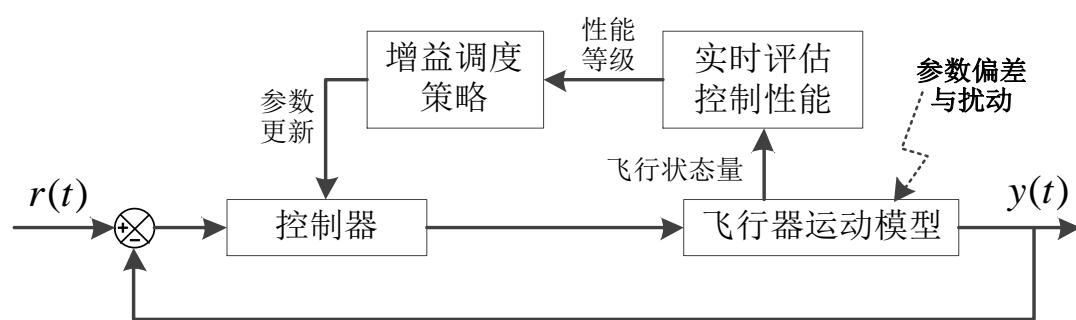 性能
等级
增益调度
策略
实时评估
控制性能
参数偏差
与扰动
参数
更新
飞行状态量
r(t)
+
−
控制器
飞行器运动模型
y(t)